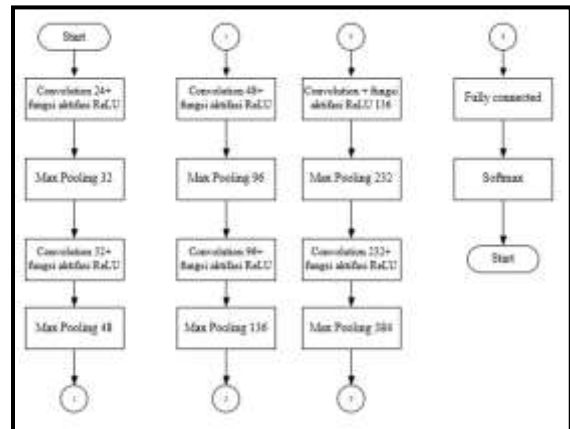 Start
Convolution 24+
fungsi aktifasi ReLU
Max Pooling 32
Convolution 32+
fungsi aktifasi ReLU
Max Pooling 48
1
Convolution 48+
fungsi aktifasi ReLU
Max Pooling 96
Convolution 96+
fungsi aktifasi ReLU
Max Pooling 136
Convolution + fungsi
aktifasi ReLU 136
Max Pooling 232
Convolution 232+
fungsi aktifasi ReLU
Max Pooling 384
Fully connected
Softmax
Start